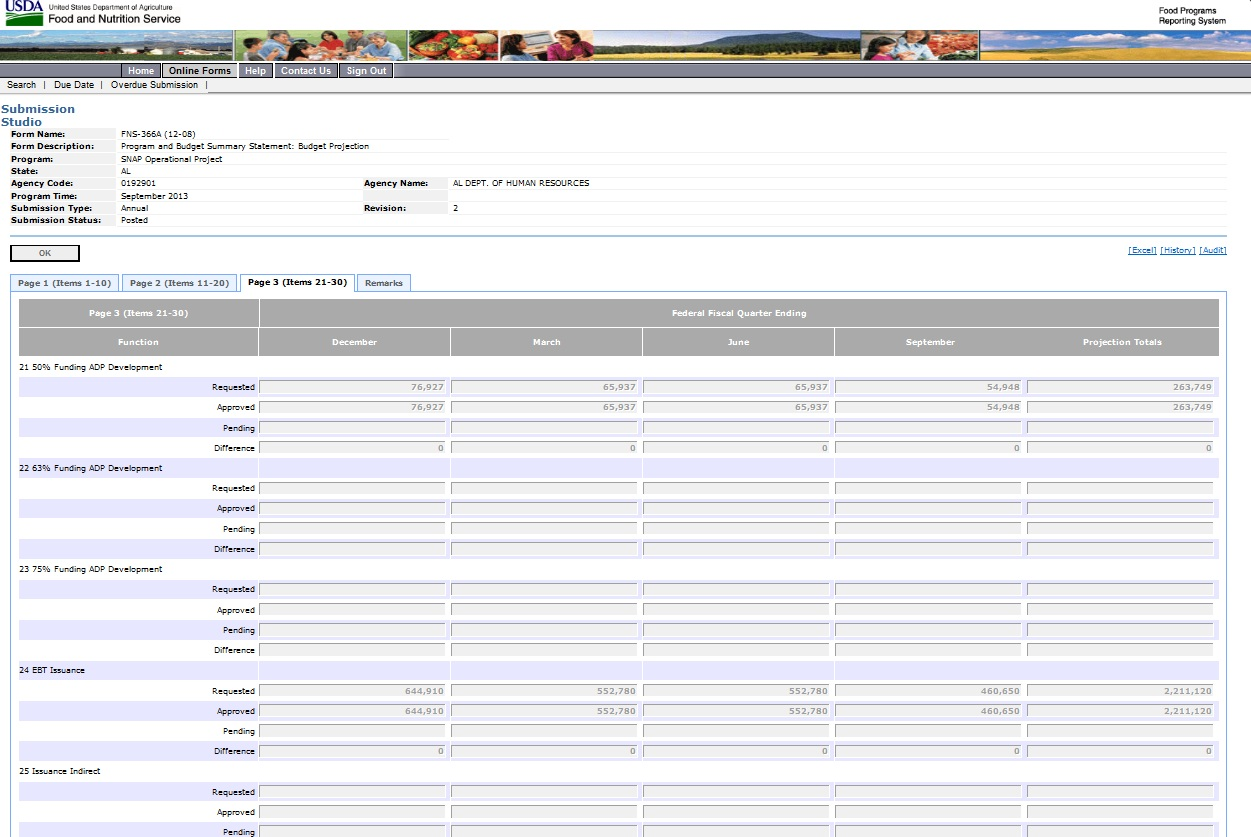 USDA United States Department of Agriculture
Food and Nutrition Service
Food Programs
Reporting System
Home Online Forms Help Contact Us Sign Out
Search | Due Date | Overdue Submission |
Submission
Studio
Form Name: FNS-366A (12-08)
Form Description: Program and Budget Summary Statement: Budget Projection
Program: SNAP Operational Project
State: AL
Agency Code: 0192901 Agency Name: AL DEPT. OF HUMAN RESOURCES
Program Time: September 2013
Submission Type: Annual Revision: 2
Submission Status: Posted
OK [Excel] [History] [Audit]
Page 1 (Items 1-10) Page 2 (Items 11-20) Page 3 (Items 21-30) Remarks
Page 3 (Items 21-30) Federal Fiscal Quarter Ending
Function December March June September Projection Totals
21 50% Funding ADP Development
Requested 76,927 65,937 65,937 54,948 263,749
Approved 76,927 65,937 65,937 54,948 263,749
Pending
Difference 0 0 0 0 0
22 63% Funding ADP Development
Requested
Approved
Pending
Difference
23 75% Funding ADP Development
Requested
Approved
Pending
Difference
24 EBT Issuance
Requested 644,910 552,780 552,780 460,650 2,211,120
Approved 644,910 552,780 552,780 460,650 2,211,120
Pending
Difference 0 0 0 0 0
25 Issuance Indirect
Requested
Approved
Pending